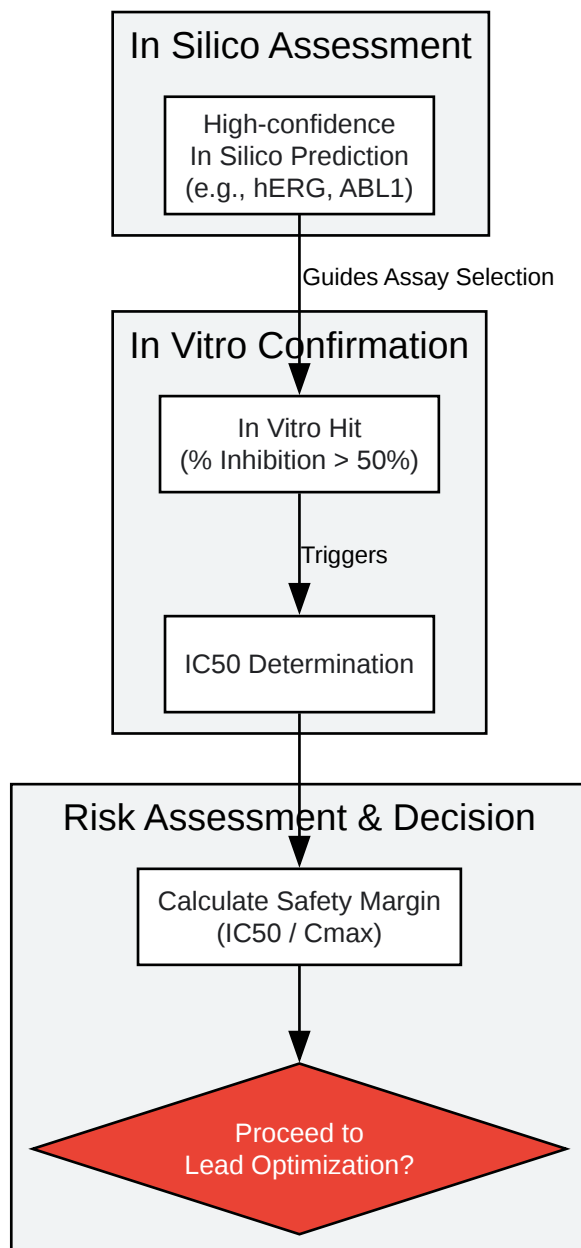 In Silico Assessment
High-confidence
In Silico Prediction
(e.g., hERG, ABL1)
Guides Assay Selection
In Vitro Confirmation
In Vitro Hit
(% Inhibition > 50%)
Triggers
IC50 Determination
Risk Assessment & Decision
Calculate Safety Margin
(IC50 / Cmax)
Proceed to
Lead Optimization?